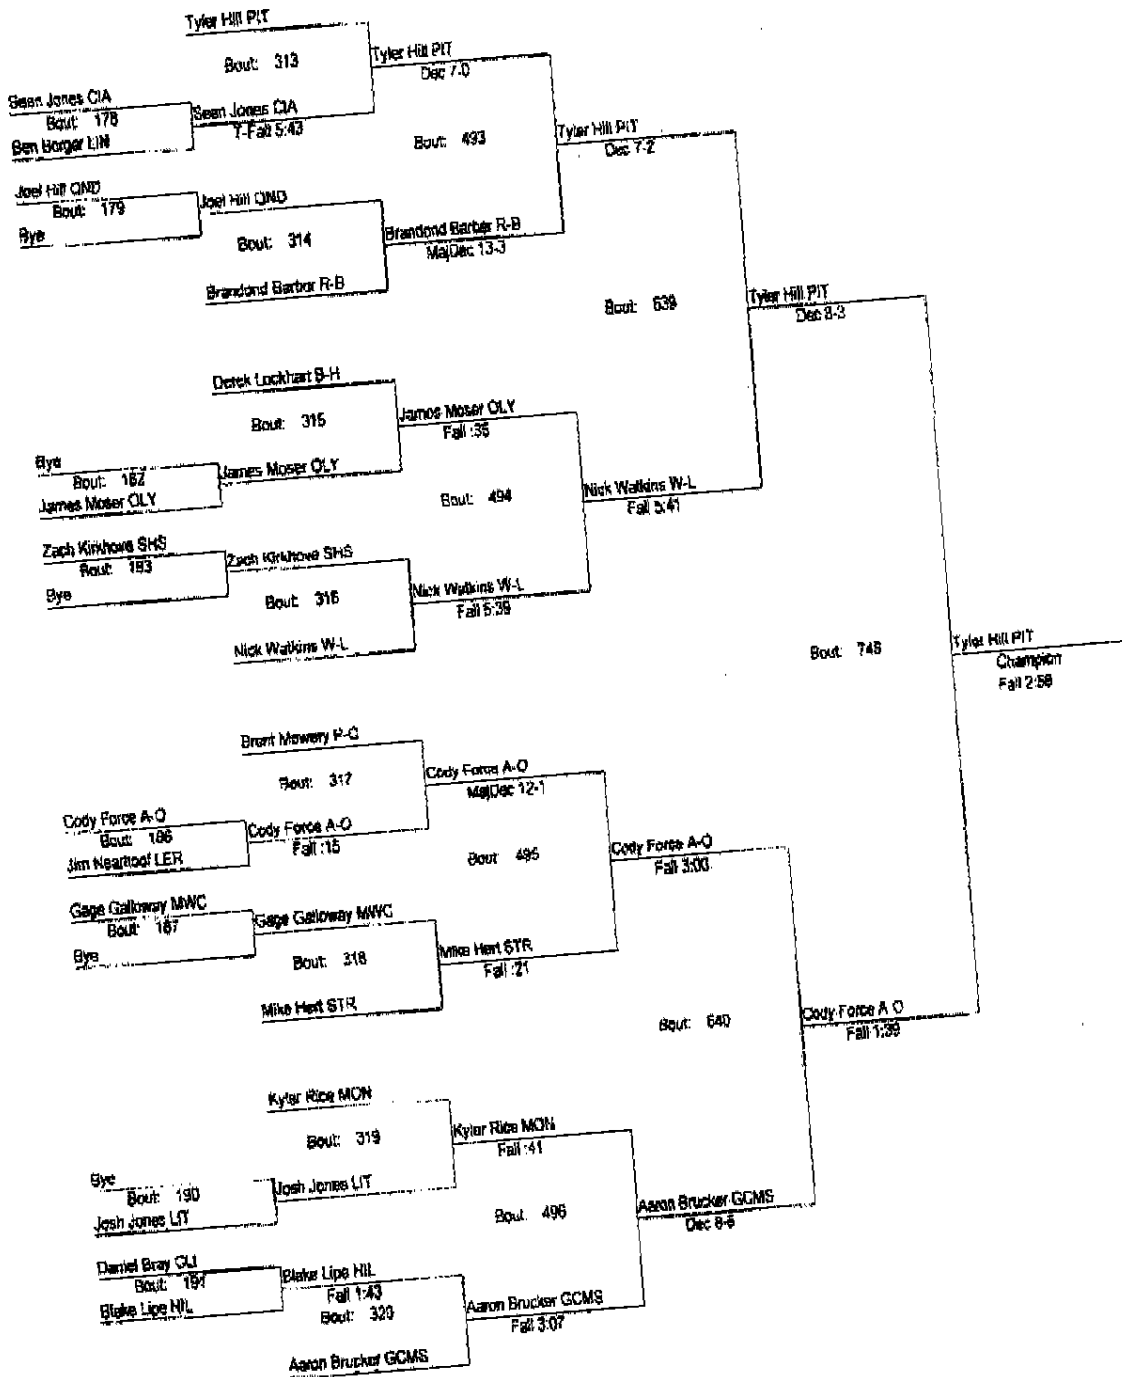 Tyler Hill PIT
Bout: 313
Tyler Hill PIT
Dec 7-0
Sean Jones CIA
Bout: 178
Ben Borger LIN
Sean Jones CIA
T-Fall 5:43
Bout: 493
Tyler Hill PIT
Dec 7-2
Joel Hill QND
Bout: 179
Bye
Joel Hill QND
Bout: 314
Brandond Barber R-B
MajDec 13-3
Brandond Barber R-B
Bout: 639
Tyler Hill PIT
Dec 8-3
Derek Lockhart B-H
Bout: 315
James Moser OLY
Fall :35
Bye
Bout: 182
James Moser OLY
James Moser OLY
Bout: 494
Nick Watkins W-L
Fall 5:41
Zach Kirkhove SHS
Bout: 183
Bye
Zach Kirkhove SHS
Bout: 316
Nick Watkins W-L
Fall 5:39
Nick Watkins W-L
Bout: 746
Tyler Hill PIT
Champion
Fall 2:58
Brent Mowery P-C
Bout: 317
Cody Force A-O
MajDec 12-1
Cody Force A-O
Bout: 186
Jim Nearhoof LER
Cody Force A-O
Fall :15
Bout: 495
Cody Force A-O
Fall 3:00
Gage Galloway MWC
Bout: 187
Bye
Gage Galloway MWC
Bout: 318
Mike Hert STR
Fall :21
Mike Hert STR
Bout: 640
Cody Force A O
Fall 1:39
Kyler Rice MON
Bout: 319
Kyler Rice MON
Fall :41
Bye
Bout: 190
Josh Jones LIT
Josh Jones LIT
Bout: 496
Aaron Brucker GCMS
Daniel Bray CLI
Bout: 191
Blake Lipe HIL
Blake Lipe HIL
Fall 1:43
Bout: 320
Aaron Brucker GCMS
Fall 3:07
Aaron Brucker GCMS